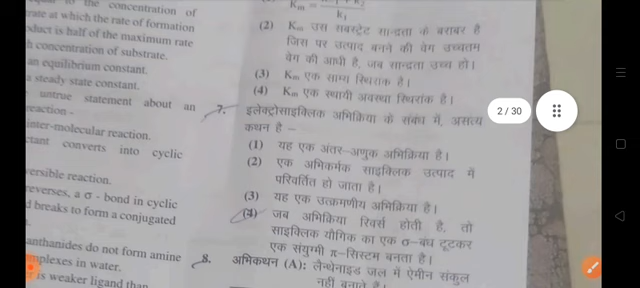 the concentration of
rate at which the rate of formation
product is half of the maximum rate
h concentration of substrate.
an equilibrium constant.
a steady state constant.
untrue statement about an
reaction -
inter-molecular reaction.
ctant converts into cyclic
versible reaction.
reverses, a σ - bond in cyclic
d breaks to form a conjugated
anthanides do not form amine
mplexes in water.
is weaker ligand than
Km =
k₁
(2) Km उस सबस्ट्रेट सान्द्रता के बराबर है
जिस पर उत्पाद बनने की वेग उच्चतम
वेग की आधी है, जब सान्द्रता उच्च हो।
(3) Km एक साम्य स्थिरांक है।
(4) Km एक स्थायी अवस्था स्थिरांक है।
7. इलेक्ट्रोसाइक्लिक अभिक्रिया के संबंध में, असत्य
कथन है –
(1) यह एक अंतर-अणुक अभिक्रिया है।
(2) एक अभिकर्मक साइक्लिक उत्पाद में
परिवर्तित हो जाता है।
(3) यह एक उत्क्रमणीय अभिक्रिया है।
(4) जब अभिक्रिया रिवर्स होती है, तो
साइक्लिक यौगिक का एक σ-बंध टूटकर
एक संयुग्मी π-सिस्टम बनता है।
8. अभिकथन (A): लैन्थेनाइड जल में ऐमीन संकुल
नहीं बनाते हैं।
2 / 30